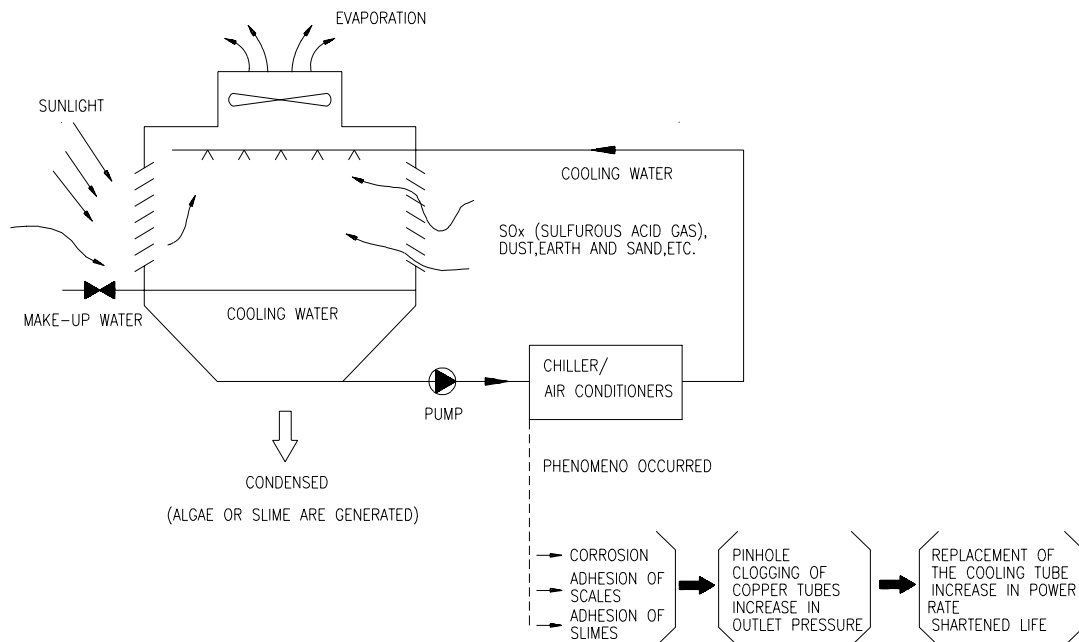 EVAPORATION
SUNLIGHT
COOLING WATER
SOx (SULFUROUS ACID GAS),
DUST,EARTH AND SAND,ETC.
MAKE-UP WATER
COOLING WATER
CHILLER/
AIR CONDITIONERS
PUMP
PHENOMENO OCCURRED
CONDENSED
(ALGAE OR SLIME ARE GENERATED)
CORROSION
ADHESION OF
SCALES
ADHESION OF
SLIMES
PINHOLE
CLOGGING OF
COPPER TUBES
INCREASE IN
OUTLET PRESSURE
REPLACEMENT OF
THE COOLING TUBE
INCREASE IN POWER
RATE
SHARTENED LIFE